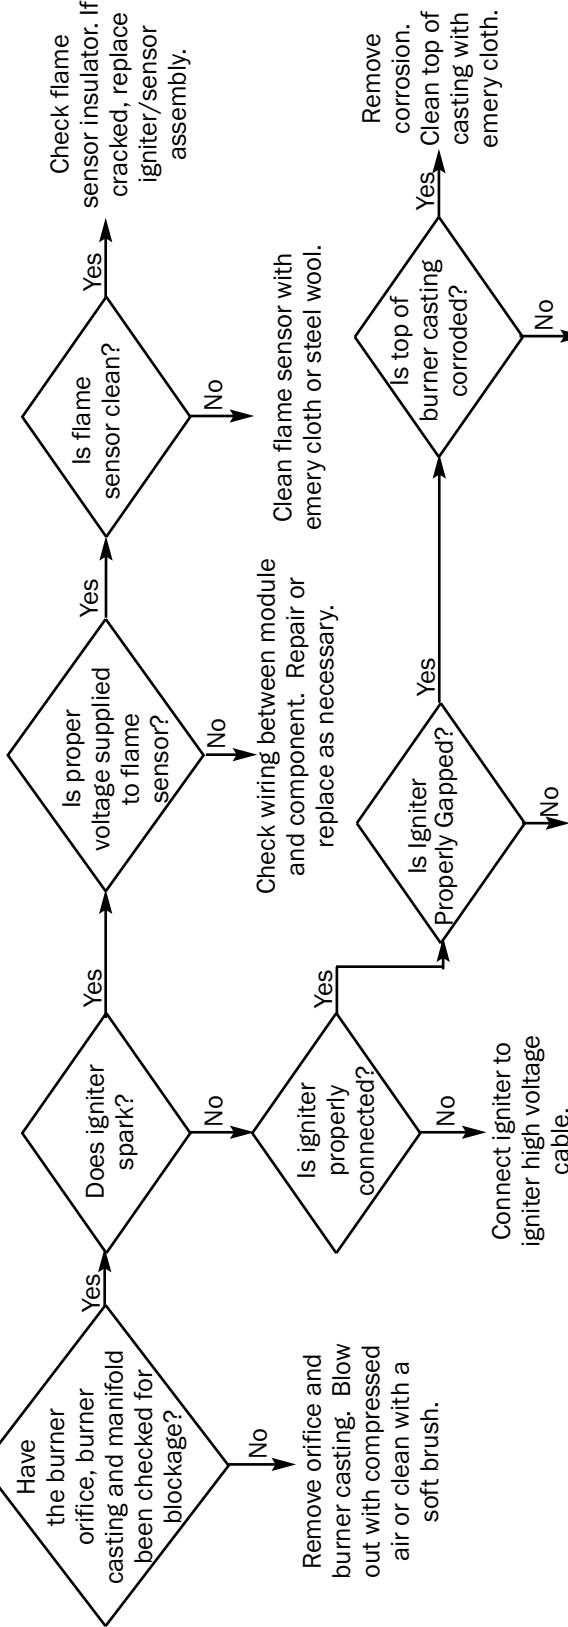 Have
the burner
orifice, burner
casting and manifold
been checked for
blockage?
Yes
No
Remove orifice and
burner casting.  Blow
out with compressed
air or clean with a
soft brush.
Does igniter
spark?
Yes
No
Is proper
voltage supplied
to flame
sensor?
Yes
No
Check wiring between module
and component.  Repair or
replace as necessary.
Is flame
sensor clean?
Yes
No
Clean flame sensor with
emery cloth or steel wool.
Check flame
sensor insulator. If
cracked, replace
igniter/sensor
assembly.
Is igniter
properly
connected?
Yes
No
Connect igniter to
igniter high voltage
cable.
Is Igniter
Properly Gapped?
Yes
No
Is top of
burner casting
corroded?
Yes
No
Remove
corrosion.
Clean top of
casting with
emery cloth.